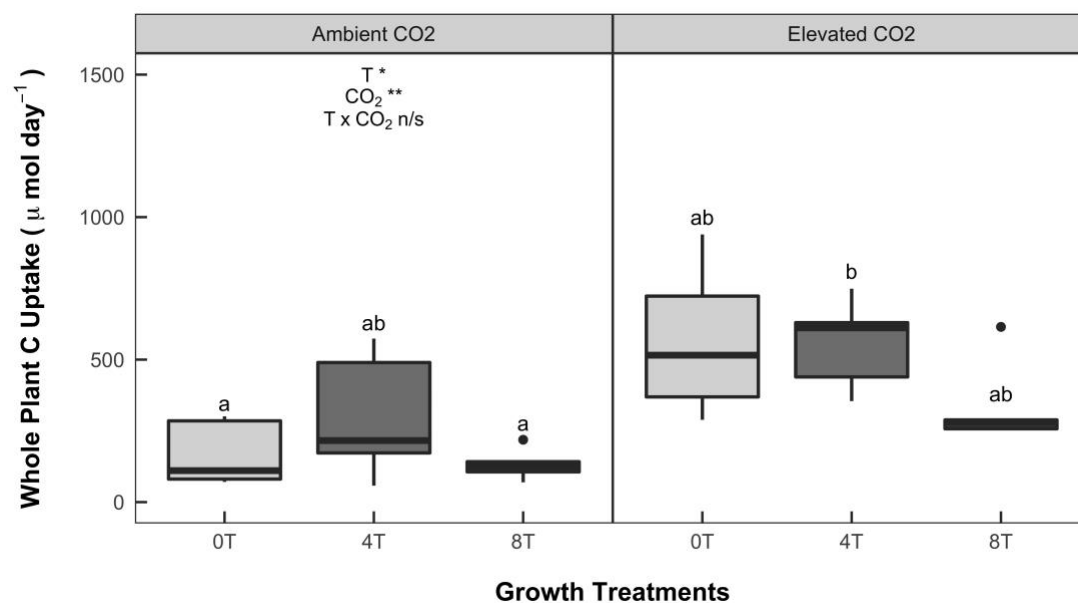 Ambient CO2
Elevated CO2
Whole Plant C Uptake ( μ mol day⁻¹ )
1500
1000
500
0
T *
CO₂ **
T x CO₂ n/s
a
ab
a
ab
b
ab
0T
4T
8T
0T
4T
8T
Growth Treatments